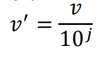 v′ = v / 10^j